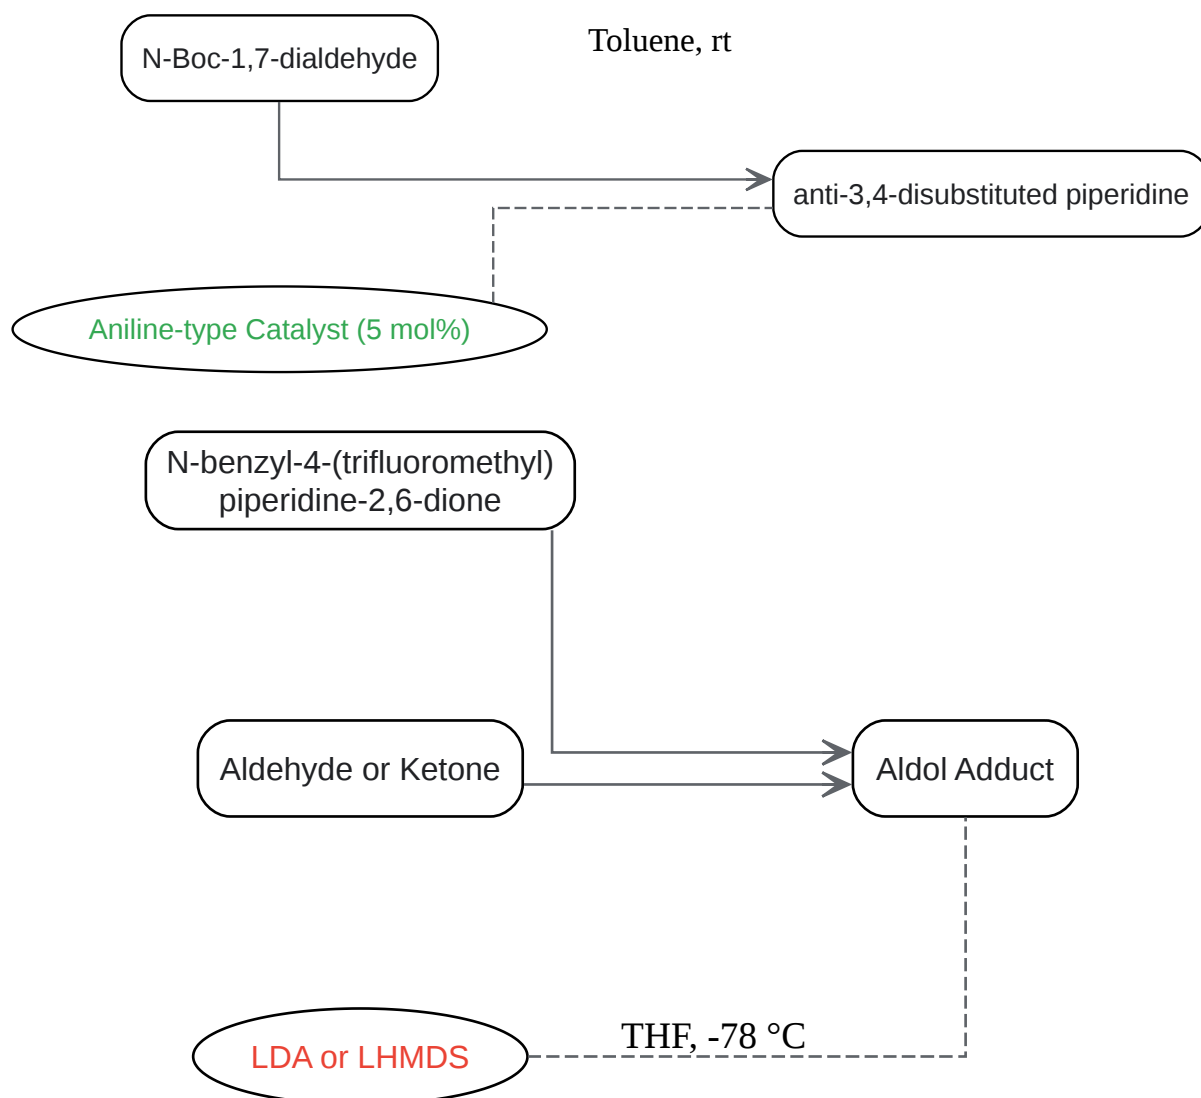 N-Boc-1,7-dialdehyde
Toluene, rt
anti-3,4-disubstituted piperidine
Aniline-type Catalyst (5 mol%)
N-benzyl-4-(trifluoromethyl)
piperidine-2,6-dione
Aldehyde or Ketone
Aldol Adduct
LDA or LHMDS
THF, -78 °C